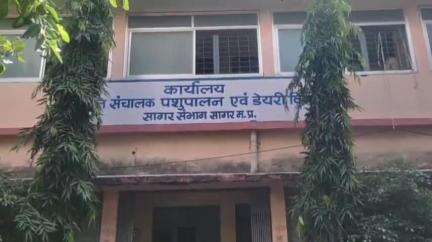 कार्यालय
संचालक पशुपालन एवं डेयरी
सागर संभाग सागर म.प्र.